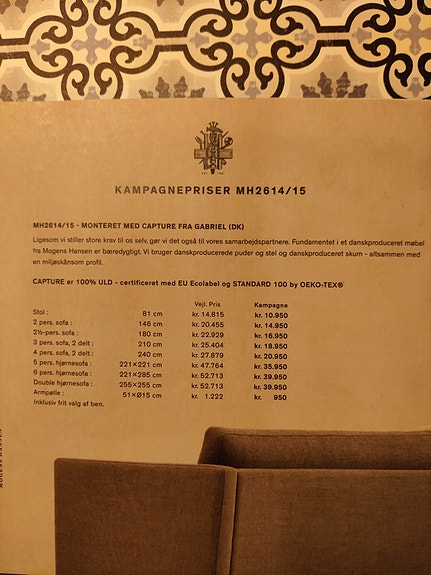 KAMPAGNEPRISER MH2614/15
MH2614/15 - MONTERET MED CAPTURE FRA GABRIEL (DK)
Ligesom vi stiller store krav til os selv, gør vi det også til vores samarbejdspartnere. Fundamentet i et danskproduceret møbel
fra Mogens Hansen er bæredygtigt. Vi bruger danskproducerede puder og stel og danskproduceret skum - altsammen med
en miljøskånsom profil.
CAPTURE er 100% ULD - certificeret med EU Ecolabel og STANDARD 100 by OEKO-TEX®
Vejl. Pris Kampagne
Stol : 81 cm kr. 14.815 kr. 10.950
2 pers. sofa : 146 cm kr. 20.455 kr. 14.950
2½-pers. sofa : 180 cm kr. 22.929 kr. 16.950
3 pers. sofa, 2 delt : 210 cm kr. 25.404 kr. 18.950
4 pers. sofa, 2 delt : 240 cm kr. 27.879 kr. 20.950
5 pers. hjørnesofa : 221×221 cm kr. 47.764 kr. 35.950
6 pers. hjørnesofa : 221×285 cm kr. 52.713 kr. 39.950
Double hjørnesofa : 255×255 cm kr. 52.713 kr. 39.950
Armpølle : 51×Ø15 cm kr. 1.222 kr. 950
Inklusiv frit valg af ben.
MOGENS HANSEN